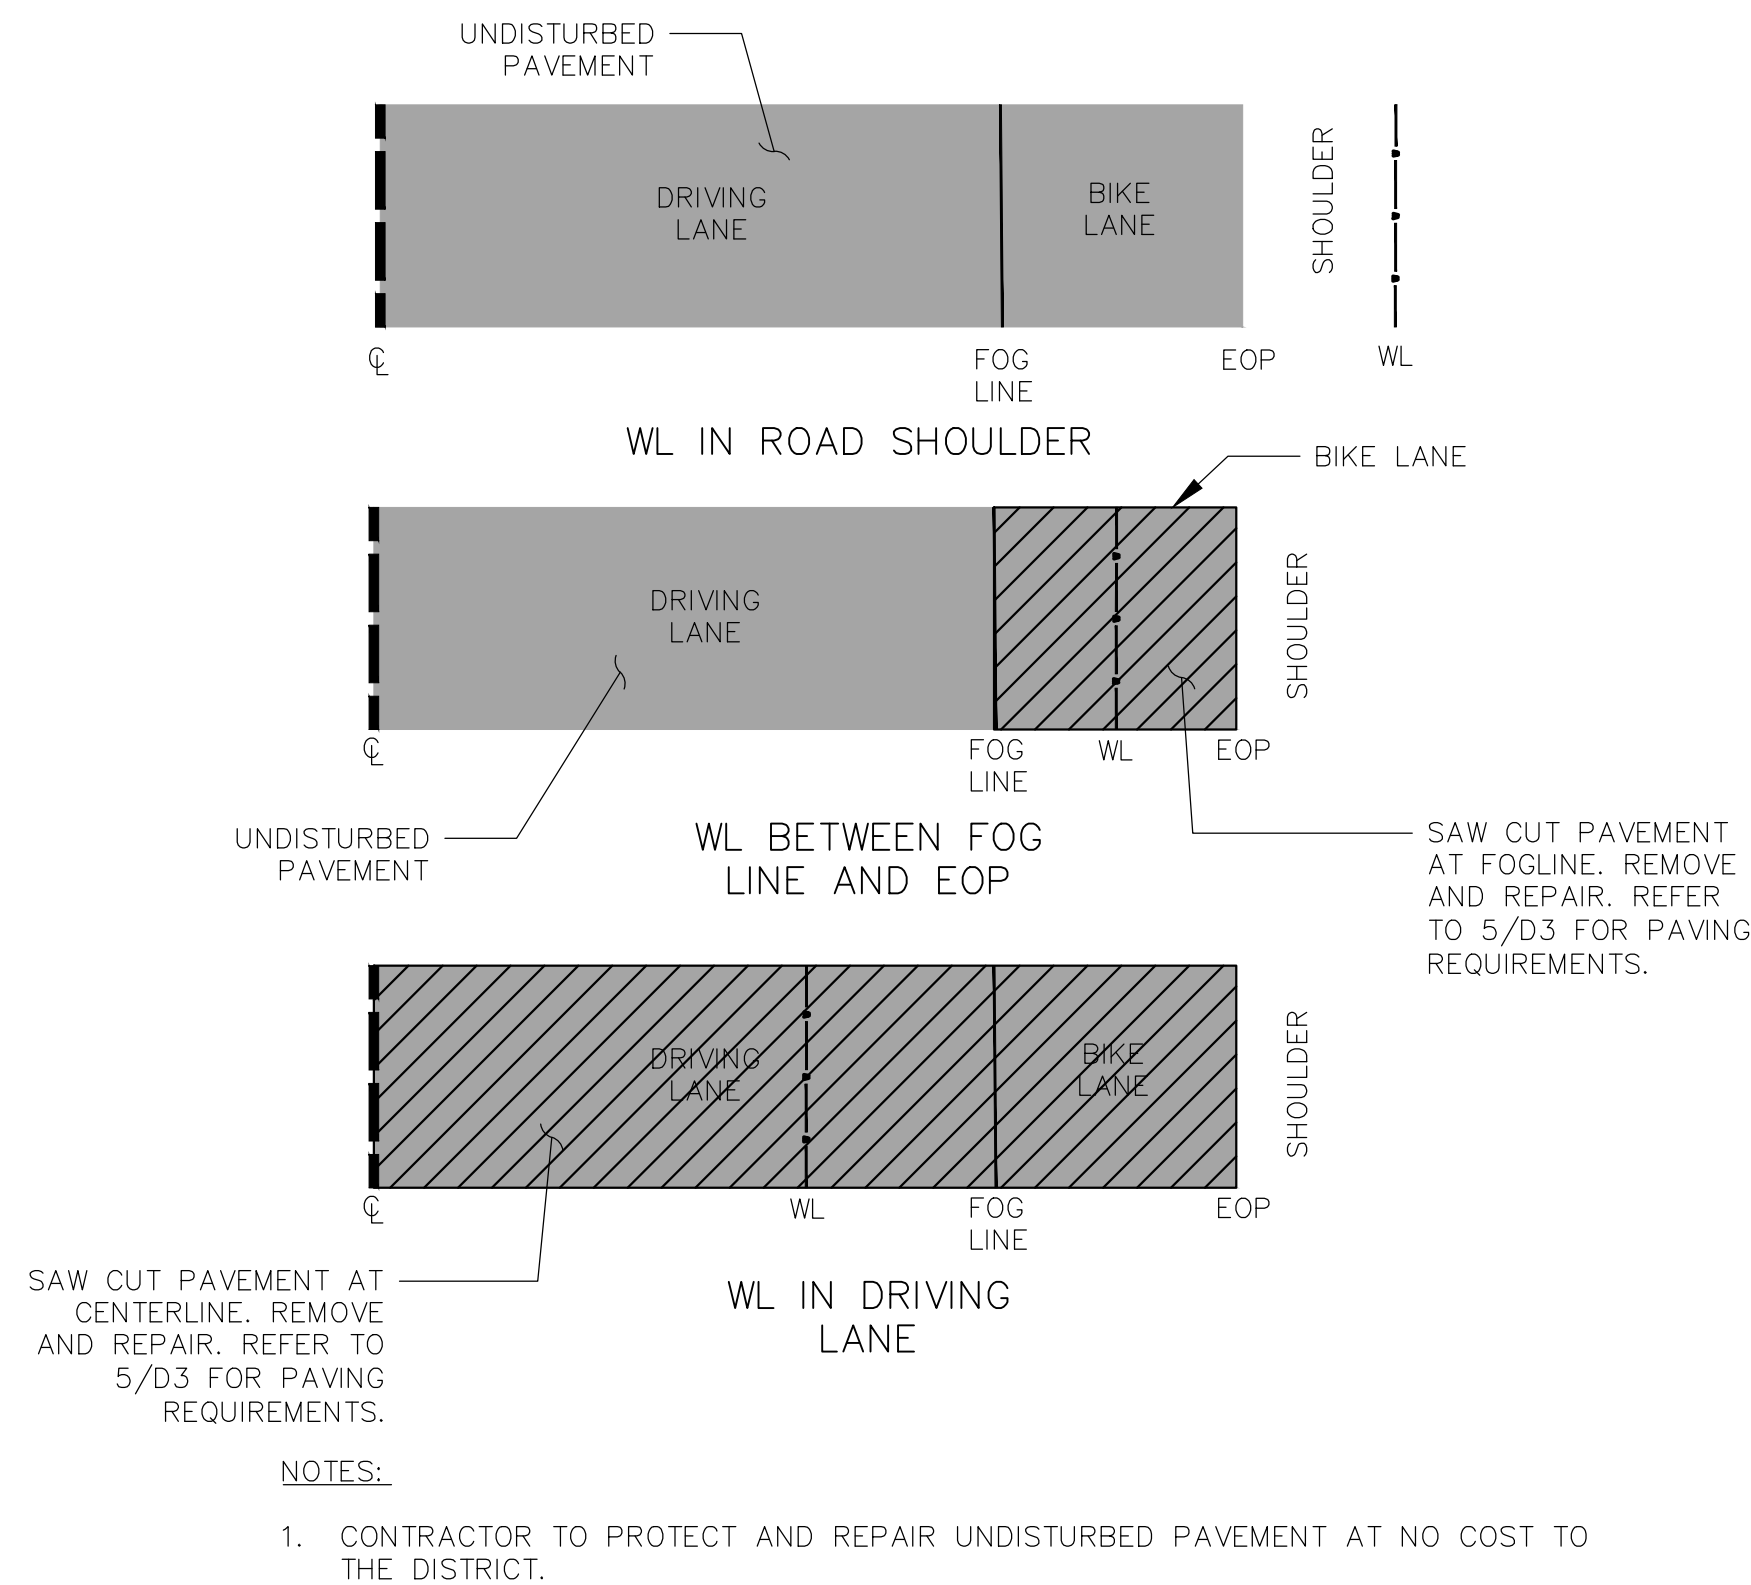 UNDISTURBED
PAVEMENT
DRIVING
LANE
BIKE
LANE
SHOULDER
℄
FOG
LINE
EOP
WL
WL IN ROAD SHOULDER
BIKE LANE
DRIVING
LANE
SHOULDER
℄
FOG
LINE
WL
EOP
UNDISTURBED
PAVEMENT
WL BETWEEN FOG
LINE AND EOP
SAW CUT PAVEMENT
AT FOGLINE. REMOVE
AND REPAIR. REFER
TO 5/D3 FOR PAVING
REQUIREMENTS.
DRIVING
LANE
BIKE
LANE
SHOULDER
℄
WL
FOG
LINE
EOP
SAW CUT PAVEMENT AT
CENTERLINE. REMOVE
AND REPAIR. REFER TO
5/D3 FOR PAVING
REQUIREMENTS.
WL IN DRIVING
LANE
NOTES:
1. CONTRACTOR TO PROTECT AND REPAIR UNDISTURBED PAVEMENT AT NO COST TO
THE DISTRICT.